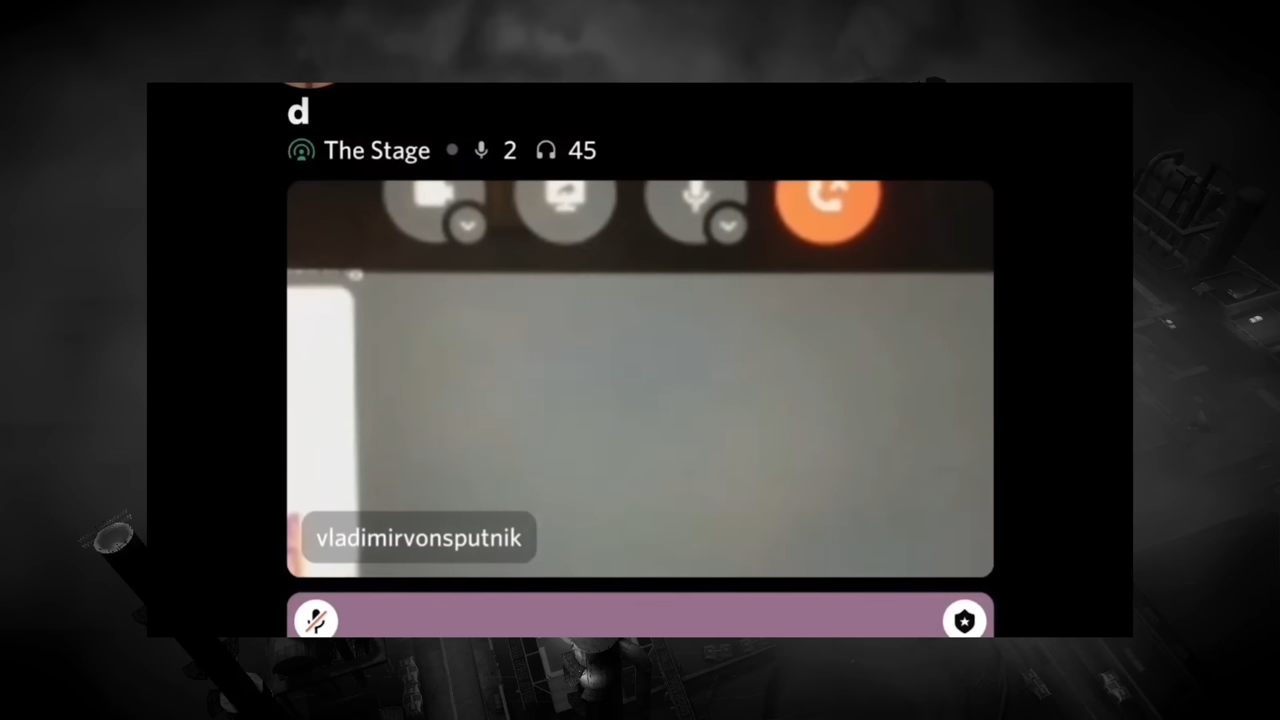 d
The Stage • 2 45
vladimirvonsputnik